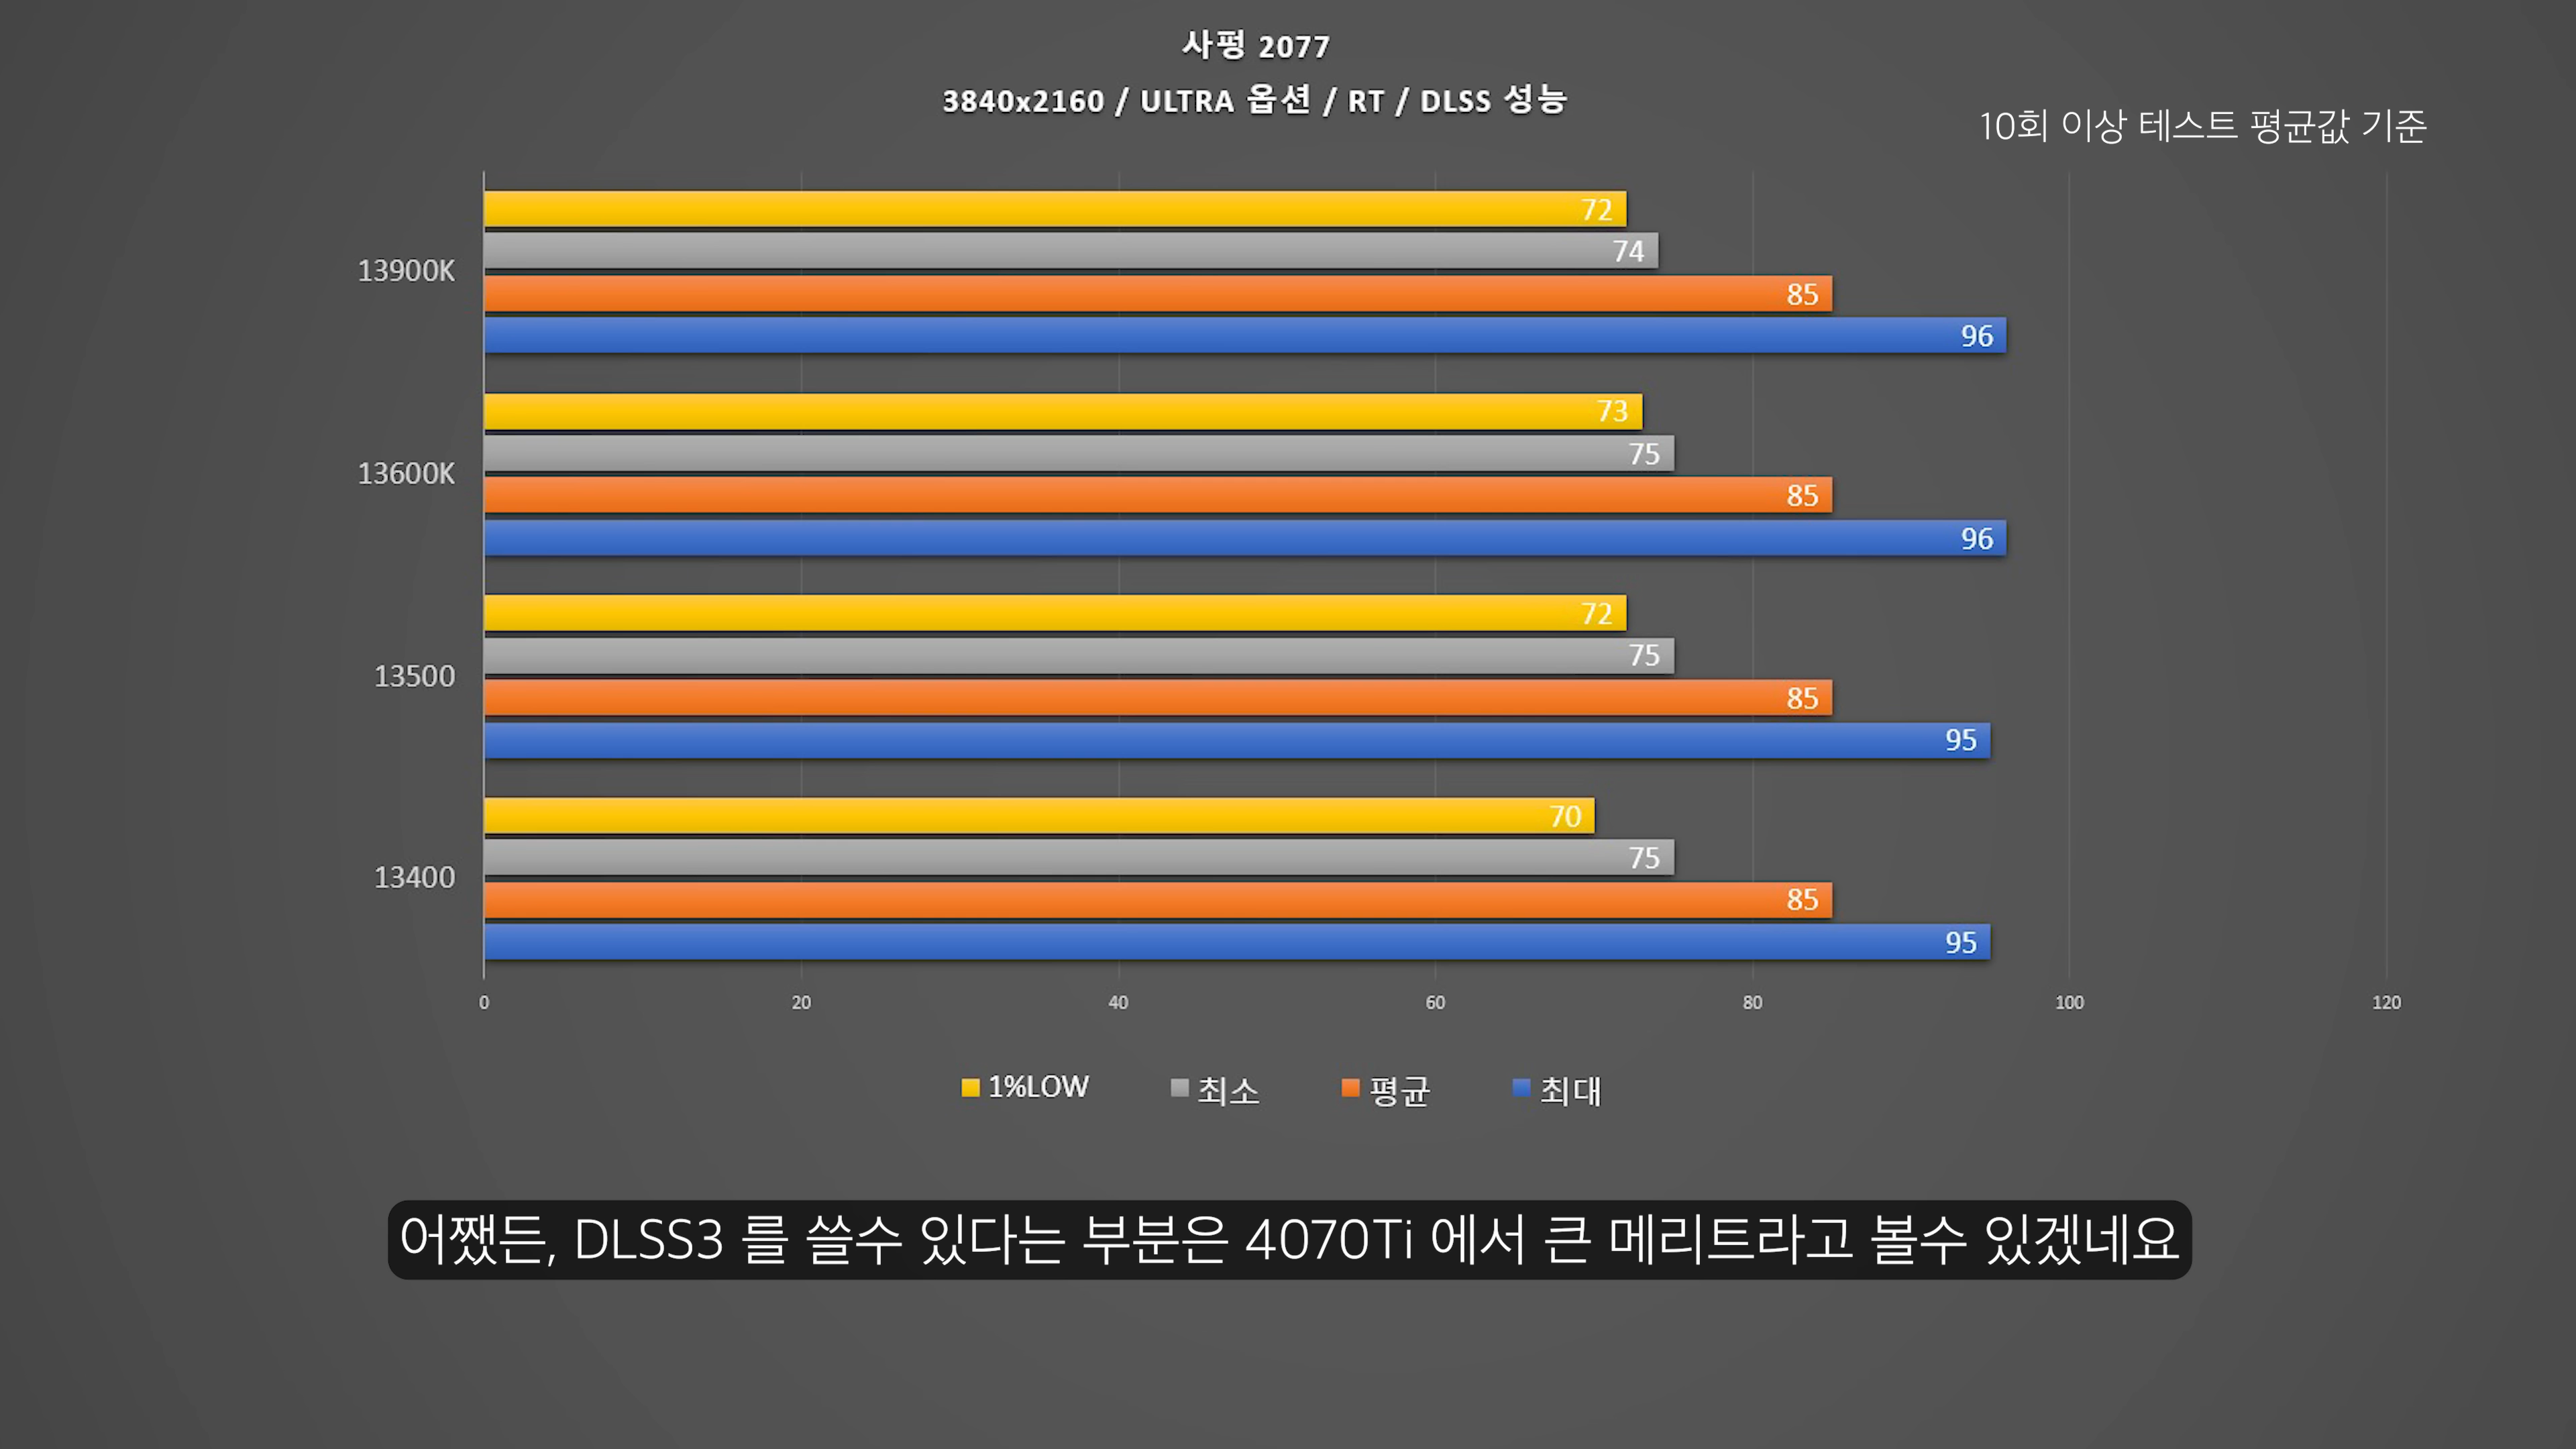 사펑 2077
3840x2160 / ULTRA 옵션 / RT / DLSS 성능
10회 이상 테스트 평균값 기준
13900K
72
74
85
96
13600K
73
75
85
96
13500
72
75
85
95
13400
70
75
85
95
0 20 40 60 80 100 120
1%LOW 최소 평균 최대
어쨌든, DLSS3 를 쓸수 있다는 부분은 4070Ti 에서 큰 메리트라고 볼수 있겠네요